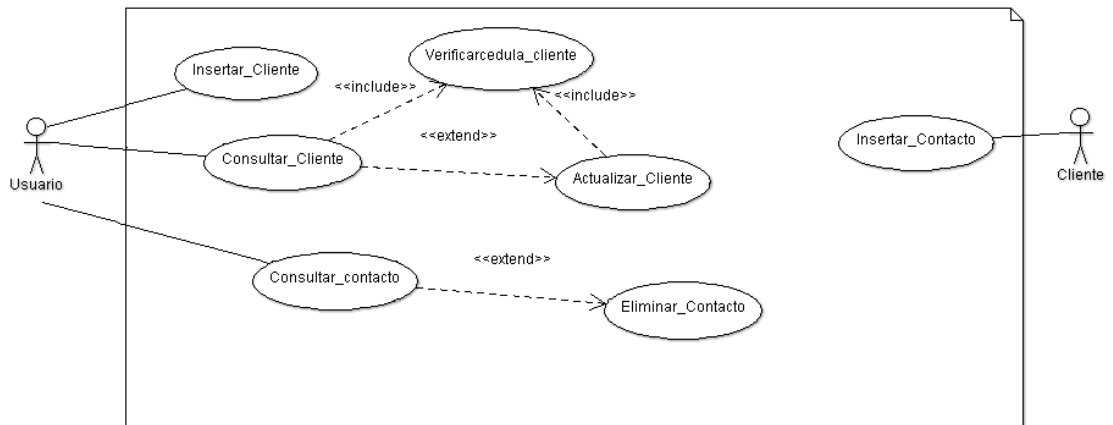 Verificarcedula_cliente
Insertar_Cliente
<<include>>
<<include>>
<<extend>>
Insertar_Contacto
Consultar_Cliente
Cliente
Usuario
Actualizar_Cliente
<<extend>>
Consultar_contacto
Eliminar_Contacto